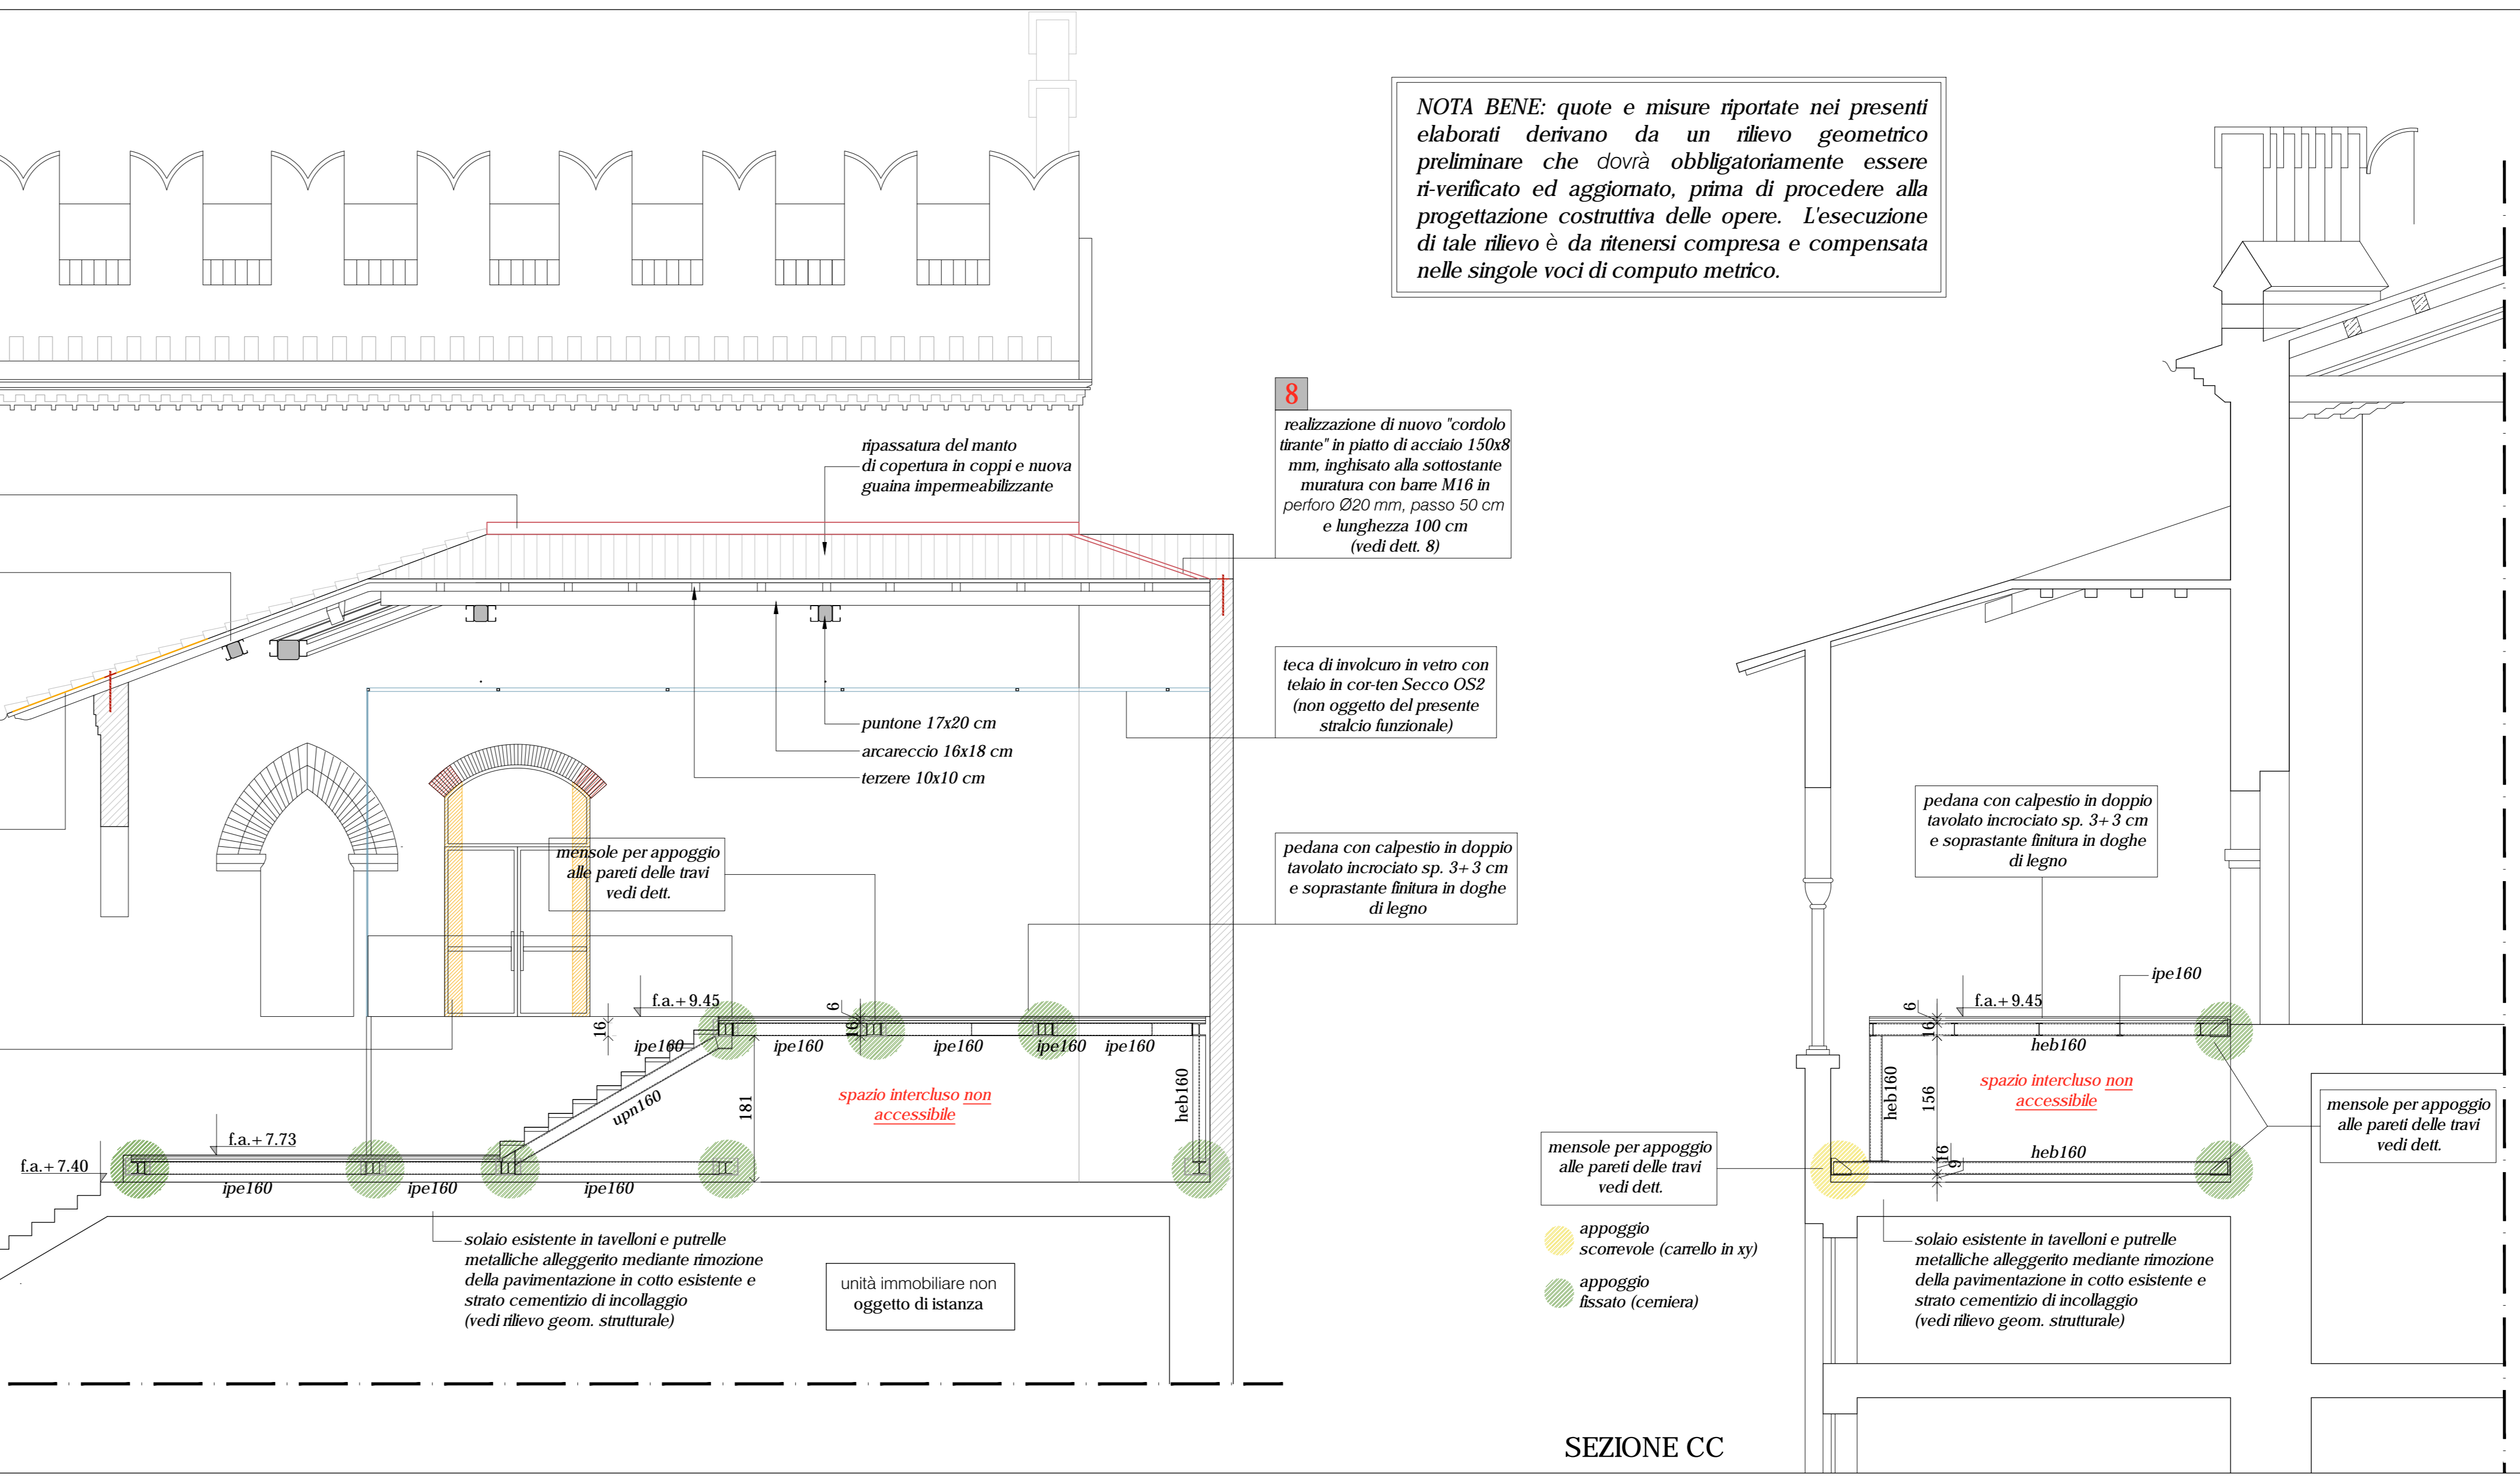 NOTA BENE: quote e misure riportate nei presenti
elaborati derivano da un rilievo geometrico
preliminare che dovrà obbligatoriamente essere
ri-verificato ed aggiornato, prima di procedere alla
progettazione costruttiva delle opere. L'esecuzione
di tale rilievo è da ritenersi compresa e compensata
nelle singole voci di computo metrico.
8
realizzazione di nuovo "cordolo
tirante" in piatto di acciaio 150x8
mm, inghisato alla sottostante
muratura con barre M16 in
perforo Ø20 mm, passo 50 cm
e lunghezza 100 cm
(vedi dett. 8)
ripassatura del manto
di copertura in coppi e nuova
guaina impermeabilizzante
teca di involcuro in vetro con
telaio in cor-ten Secco OS2
(non oggetto del presente
stralcio funzionale)
puntone 17x20 cm
arcareccio 16x18 cm
terzere 10x10 cm
mensole per appoggio
alle pareti delle travi
vedi dett.
pedana con calpestio in doppio
tavolato incrociato sp. 3+3 cm
e soprastante finitura in doghe
di legno
f.a.+9.45
16
6
16
ipe160
ipe160
ipe160
ipe160
ipe160
upn160
181
spazio intercluso non
accessibile
heb160
f.a.+7.73
f.a.+7.40
ipe160
ipe160
ipe160
solaio esistente in tavelloni e putrelle
metalliche alleggerito mediante rimozione
della pavimentazione in cotto esistente e
strato cementizio di incollaggio
(vedi rilievo geom. strutturale)
unità immobiliare non
oggetto di istanza
pedana con calpestio in doppio
tavolato incrociato sp. 3+3 cm
e soprastante finitura in doghe
di legno
ipe160
f.a.+9.45
6
16
heb160
heb160
156
spazio intercluso non
accessibile
16
9
heb160
mensole per appoggio
alle pareti delle travi
vedi dett.
mensole per appoggio
alle pareti delle travi
vedi dett.
appoggio
scorrevole (carrello in xy)
appoggio
fissato (cerniera)
solaio esistente in tavelloni e putrelle
metalliche alleggerito mediante rimozione
della pavimentazione in cotto esistente e
strato cementizio di incollaggio
(vedi rilievo geom. strutturale)
SEZIONE CC